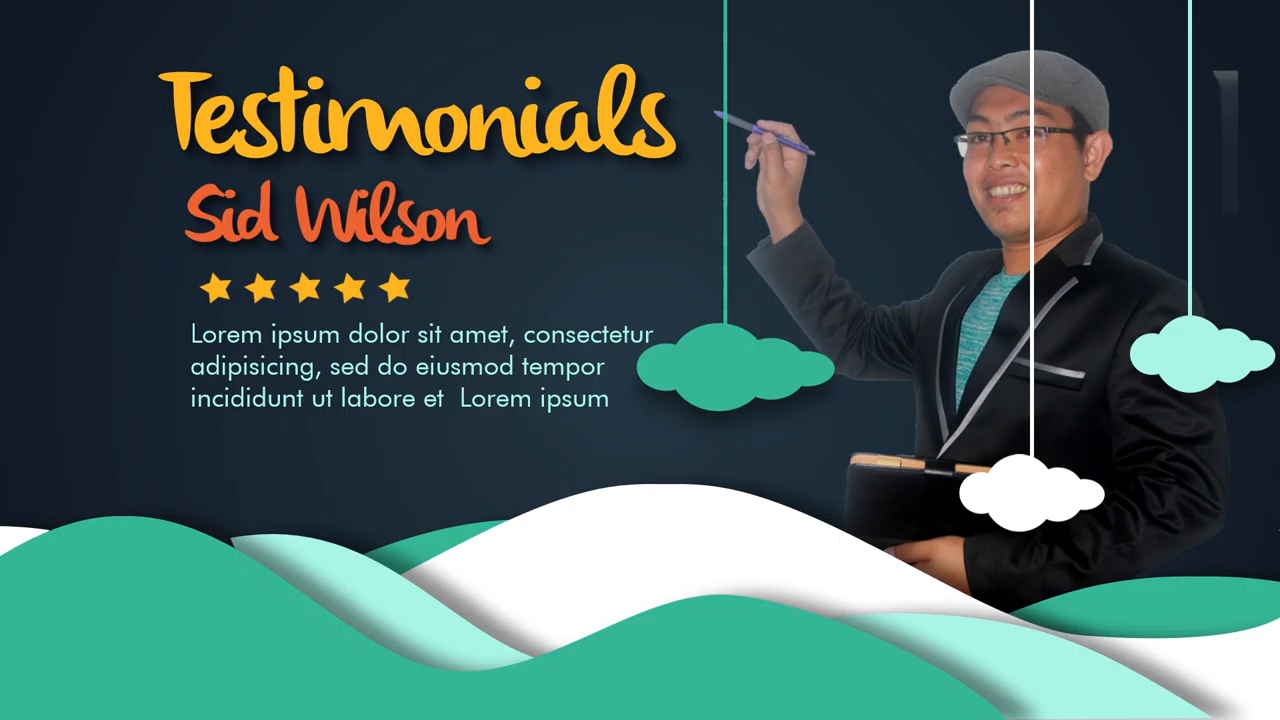 Testimonials
Sid Wilson
Lorem ipsum dolor sit amet, consectetur
adipisicing, sed do eiusmod tempor
incididunt ut labore et  Lorem ipsum